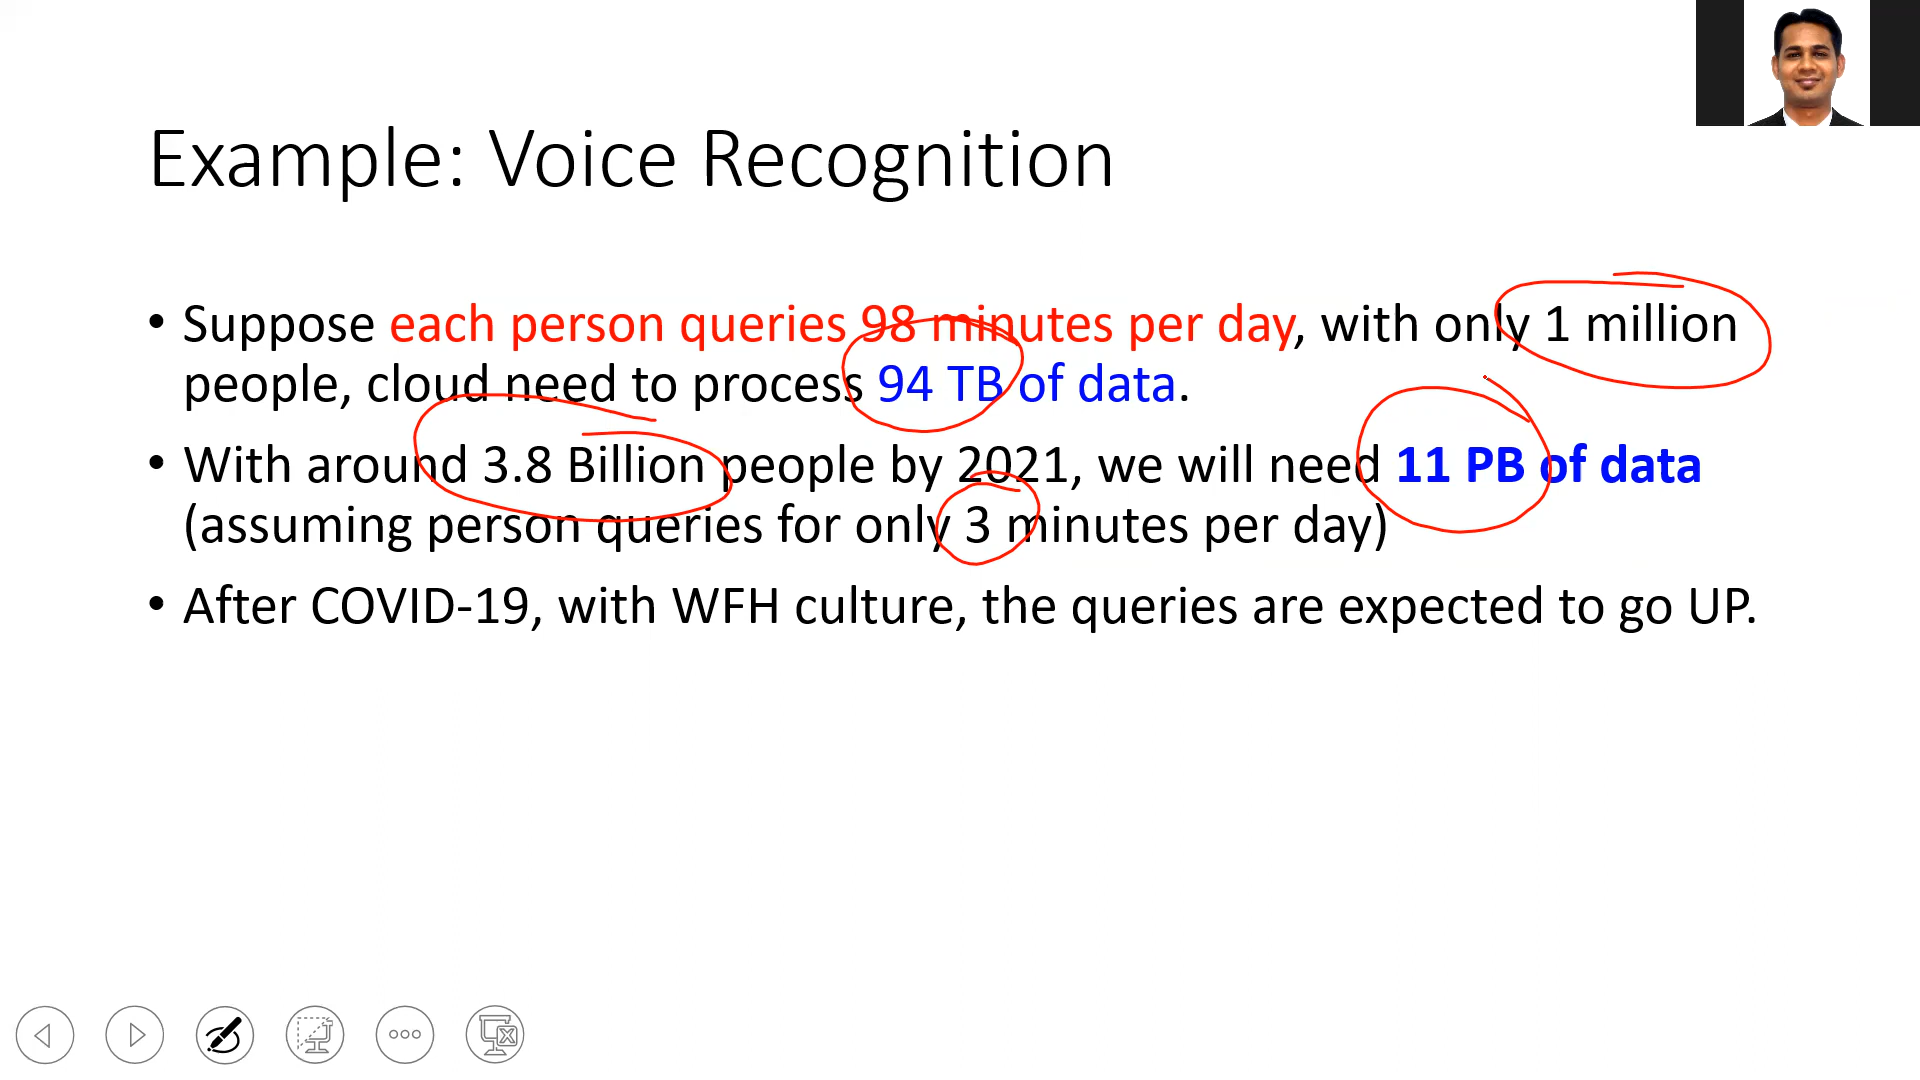 Example: Voice Recognition
• Suppose each person queries 98 minutes per day, with only 1 million
people, cloud need to process 94 TB of data.
• With around 3.8 Billion people by 2021, we will need 11 PB of data
(assuming person queries for only 3 minutes per day)
• After COVID-19, with WFH culture, the queries are expected to go UP.